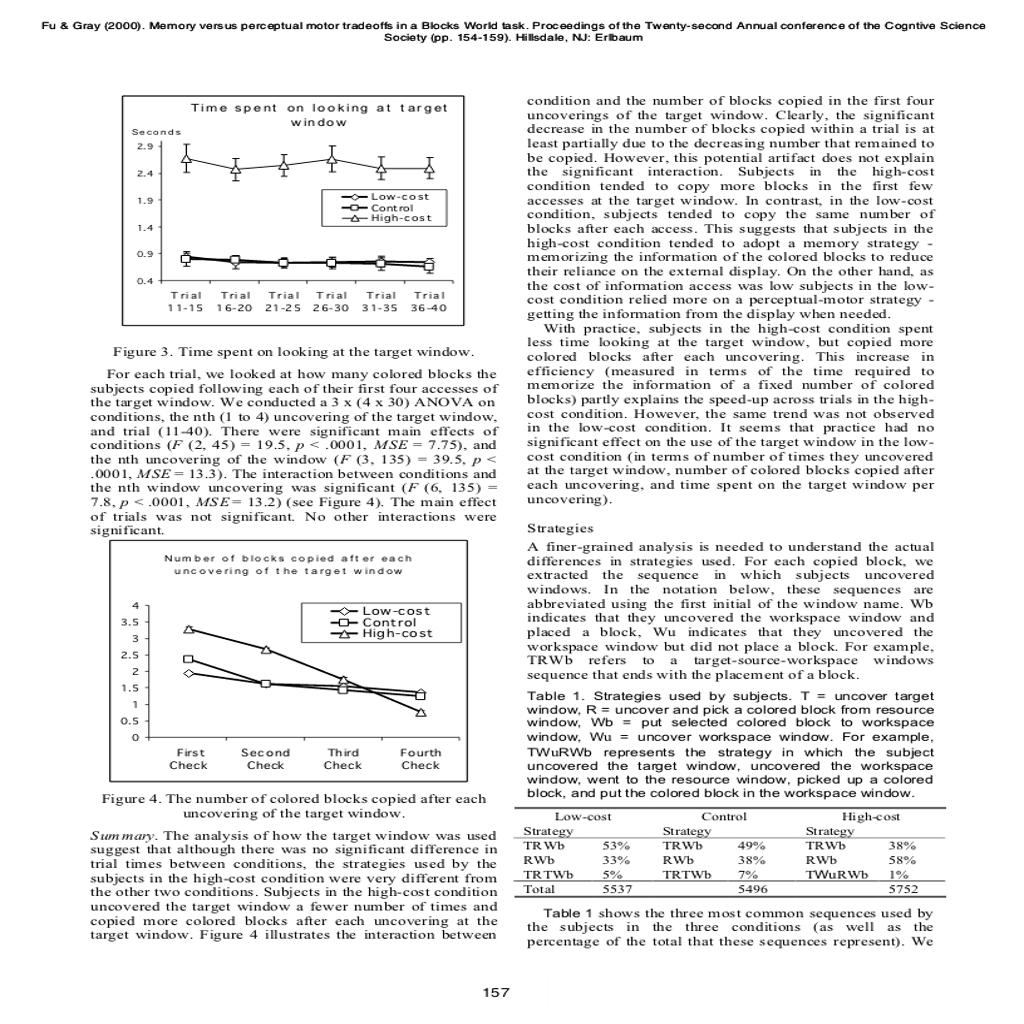 Fu & Gray (2000). Memory versus perceptual motor tradeoffs in a Blocks World task. Proceedings of the Twenty-second Annual conference of the Cogntive Science
Society (pp. 154-159). Hillsdale, NJ: Erlbaum
Time spent on looking at target
window
Seconds
2.9
2.4
1.9
1.4
0.9
0.4
Low-cost
Control
High-cost
Trial Trial Trial Trial Trial Trial
11-15 16-20 21-25 26-30 31-35 36-40
Figure 3. Time spent on looking at the target window.
For each trial, we looked at how many colored blocks the
subjects copied following each of their first four accesses of
the target window. We conducted a 3 x (4 x 30) ANOVA on
conditions, the nth (1 to 4) uncovering of the target window,
and trial (11-40). There were significant main effects of
conditions (F (2, 45) = 19.5, p < .0001, MSE = 7.75), and
the nth uncovering of the window (F (3, 135) = 39.5, p <
.0001, MSE = 13.3). The interaction between conditions and
the nth window uncovering was significant (F (6, 135) =
7.8, p < .0001, MSE= 13.2) (see Figure 4). The main effect
of trials was not significant. No other interactions were
significant.
Number of blocks copied after each
uncovering of the target window
4
3.5
3
2.5
2
1.5
1
0.5
0
Low-cost
Control
High-cost
First Second Third Fourth
Check Check Check Check
Figure 4. The number of colored blocks copied after each
uncovering of the target window.
Summary. The analysis of how the target window was used
suggest that although there was no significant difference in
trial times between conditions, the strategies used by the
subjects in the high-cost condition were very different from
the other two conditions. Subjects in the high-cost condition
uncovered the target window a fewer number of times and
copied more colored blocks after each uncovering at the
target window. Figure 4 illustrates the interaction between
condition and the number of blocks copied in the first four
uncoverings of the target window. Clearly, the significant
decrease in the number of blocks copied within a trial is at
least partially due to the decreasing number that remained to
be copied. However, this potential artifact does not explain
the significant interaction. Subjects in the high-cost
condition tended to copy more blocks in the first few
accesses at the target window. In contrast, in the low-cost
condition, subjects tended to copy the same number of
blocks after each access. This suggests that subjects in the
high-cost condition tended to adopt a memory strategy -
memorizing the information of the colored blocks to reduce
their reliance on the external display. On the other hand, as
the cost of information access was low subjects in the low-
cost condition relied more on a perceptual-motor strategy -
getting the information from the display when needed.
With practice, subjects in the high-cost condition spent
less time looking at the target window, but copied more
colored blocks after each uncovering. This increase in
efficiency (measured in terms of the time required to
memorize the information of a fixed number of colored
blocks) partly explains the speed-up across trials in the high-
cost condition. However, the same trend was not observed
in the low-cost condition. It seems that practice had no
significant effect on the use of the target window in the low-
cost condition (in terms of number of times they uncovered
at the target window, number of colored blocks copied after
each uncovering, and time spent on the target window per
uncovering).
Strategies
A finer-grained analysis is needed to understand the actual
differences in strategies used. For each copied block, we
extracted the sequence in which subjects uncovered
windows. In the notation below, these sequences are
abbreviated using the first initial of the window name. Wb
indicates that they uncovered the workspace window and
placed a block, Wu indicates that they uncovered the
workspace window but did not place a block. For example,
TRWb refers to a target-source-workspace windows
sequence that ends with the placement of a block.
Table 1. Strategies used by subjects. T = uncover target
window, R = uncover and pick a colored block from resource
window, Wb = put selected colored block to workspace
window, Wu = uncover workspace window. For example,
TWuRWb represents the strategy in which the subject
uncovered the target window, uncovered the workspace
window, went to the resource window, picked up a colored
block, and put the colored block in the workspace window.
Low-cost Control High-cost
Strategy Strategy Strategy
TRWb 53% TRWb 49% TRWb 38%
RWb 33% RWb 38% RWb 58%
TRTWb 5% TRTWb 7% TWuRWb 1%
Total 5537 5496 5752
Table 1 shows the three most common sequences used by
the subjects in the three conditions (as well as the
percentage of the total that these sequences represent). We
157